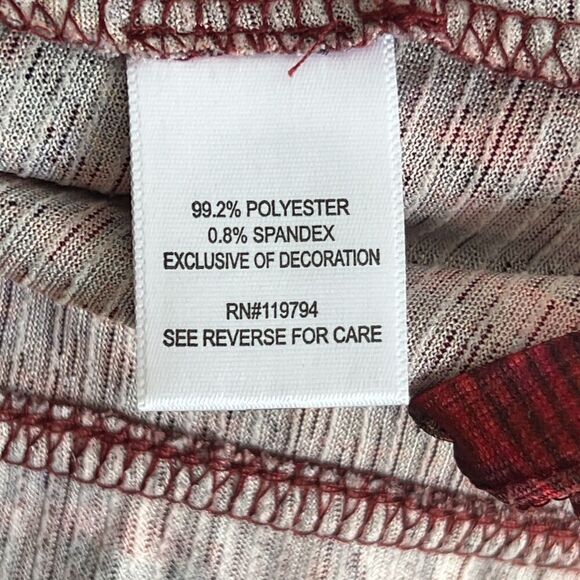 99.2% POLYESTER
0.8% SPANDEX
EXCLUSIVE OF DECORATION
RN#119794
SEE REVERSE FOR CARE